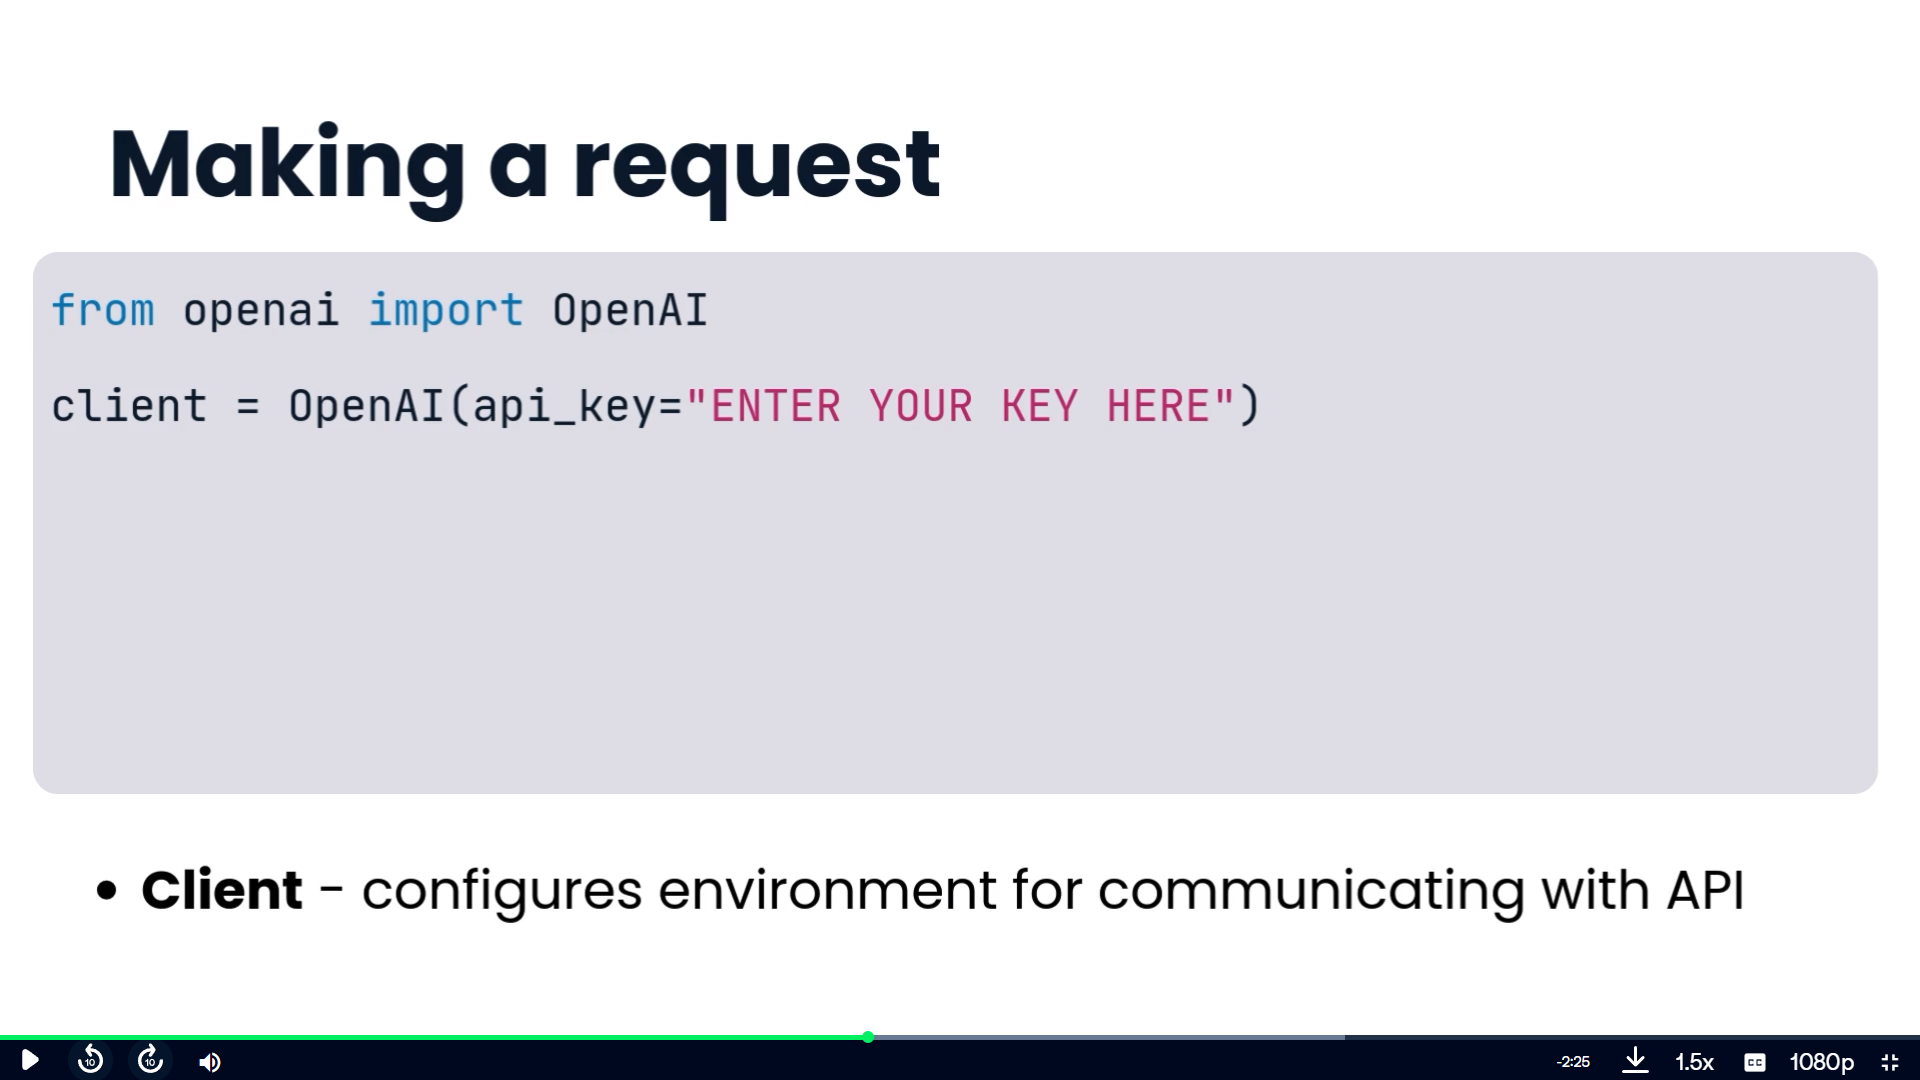 Making a request
from openai import OpenAI
client = OpenAI(api_key="ENTER YOUR KEY HERE")
• Client - configures environment for communicating with API
10 10 -2:25 1.5x CC 1080p